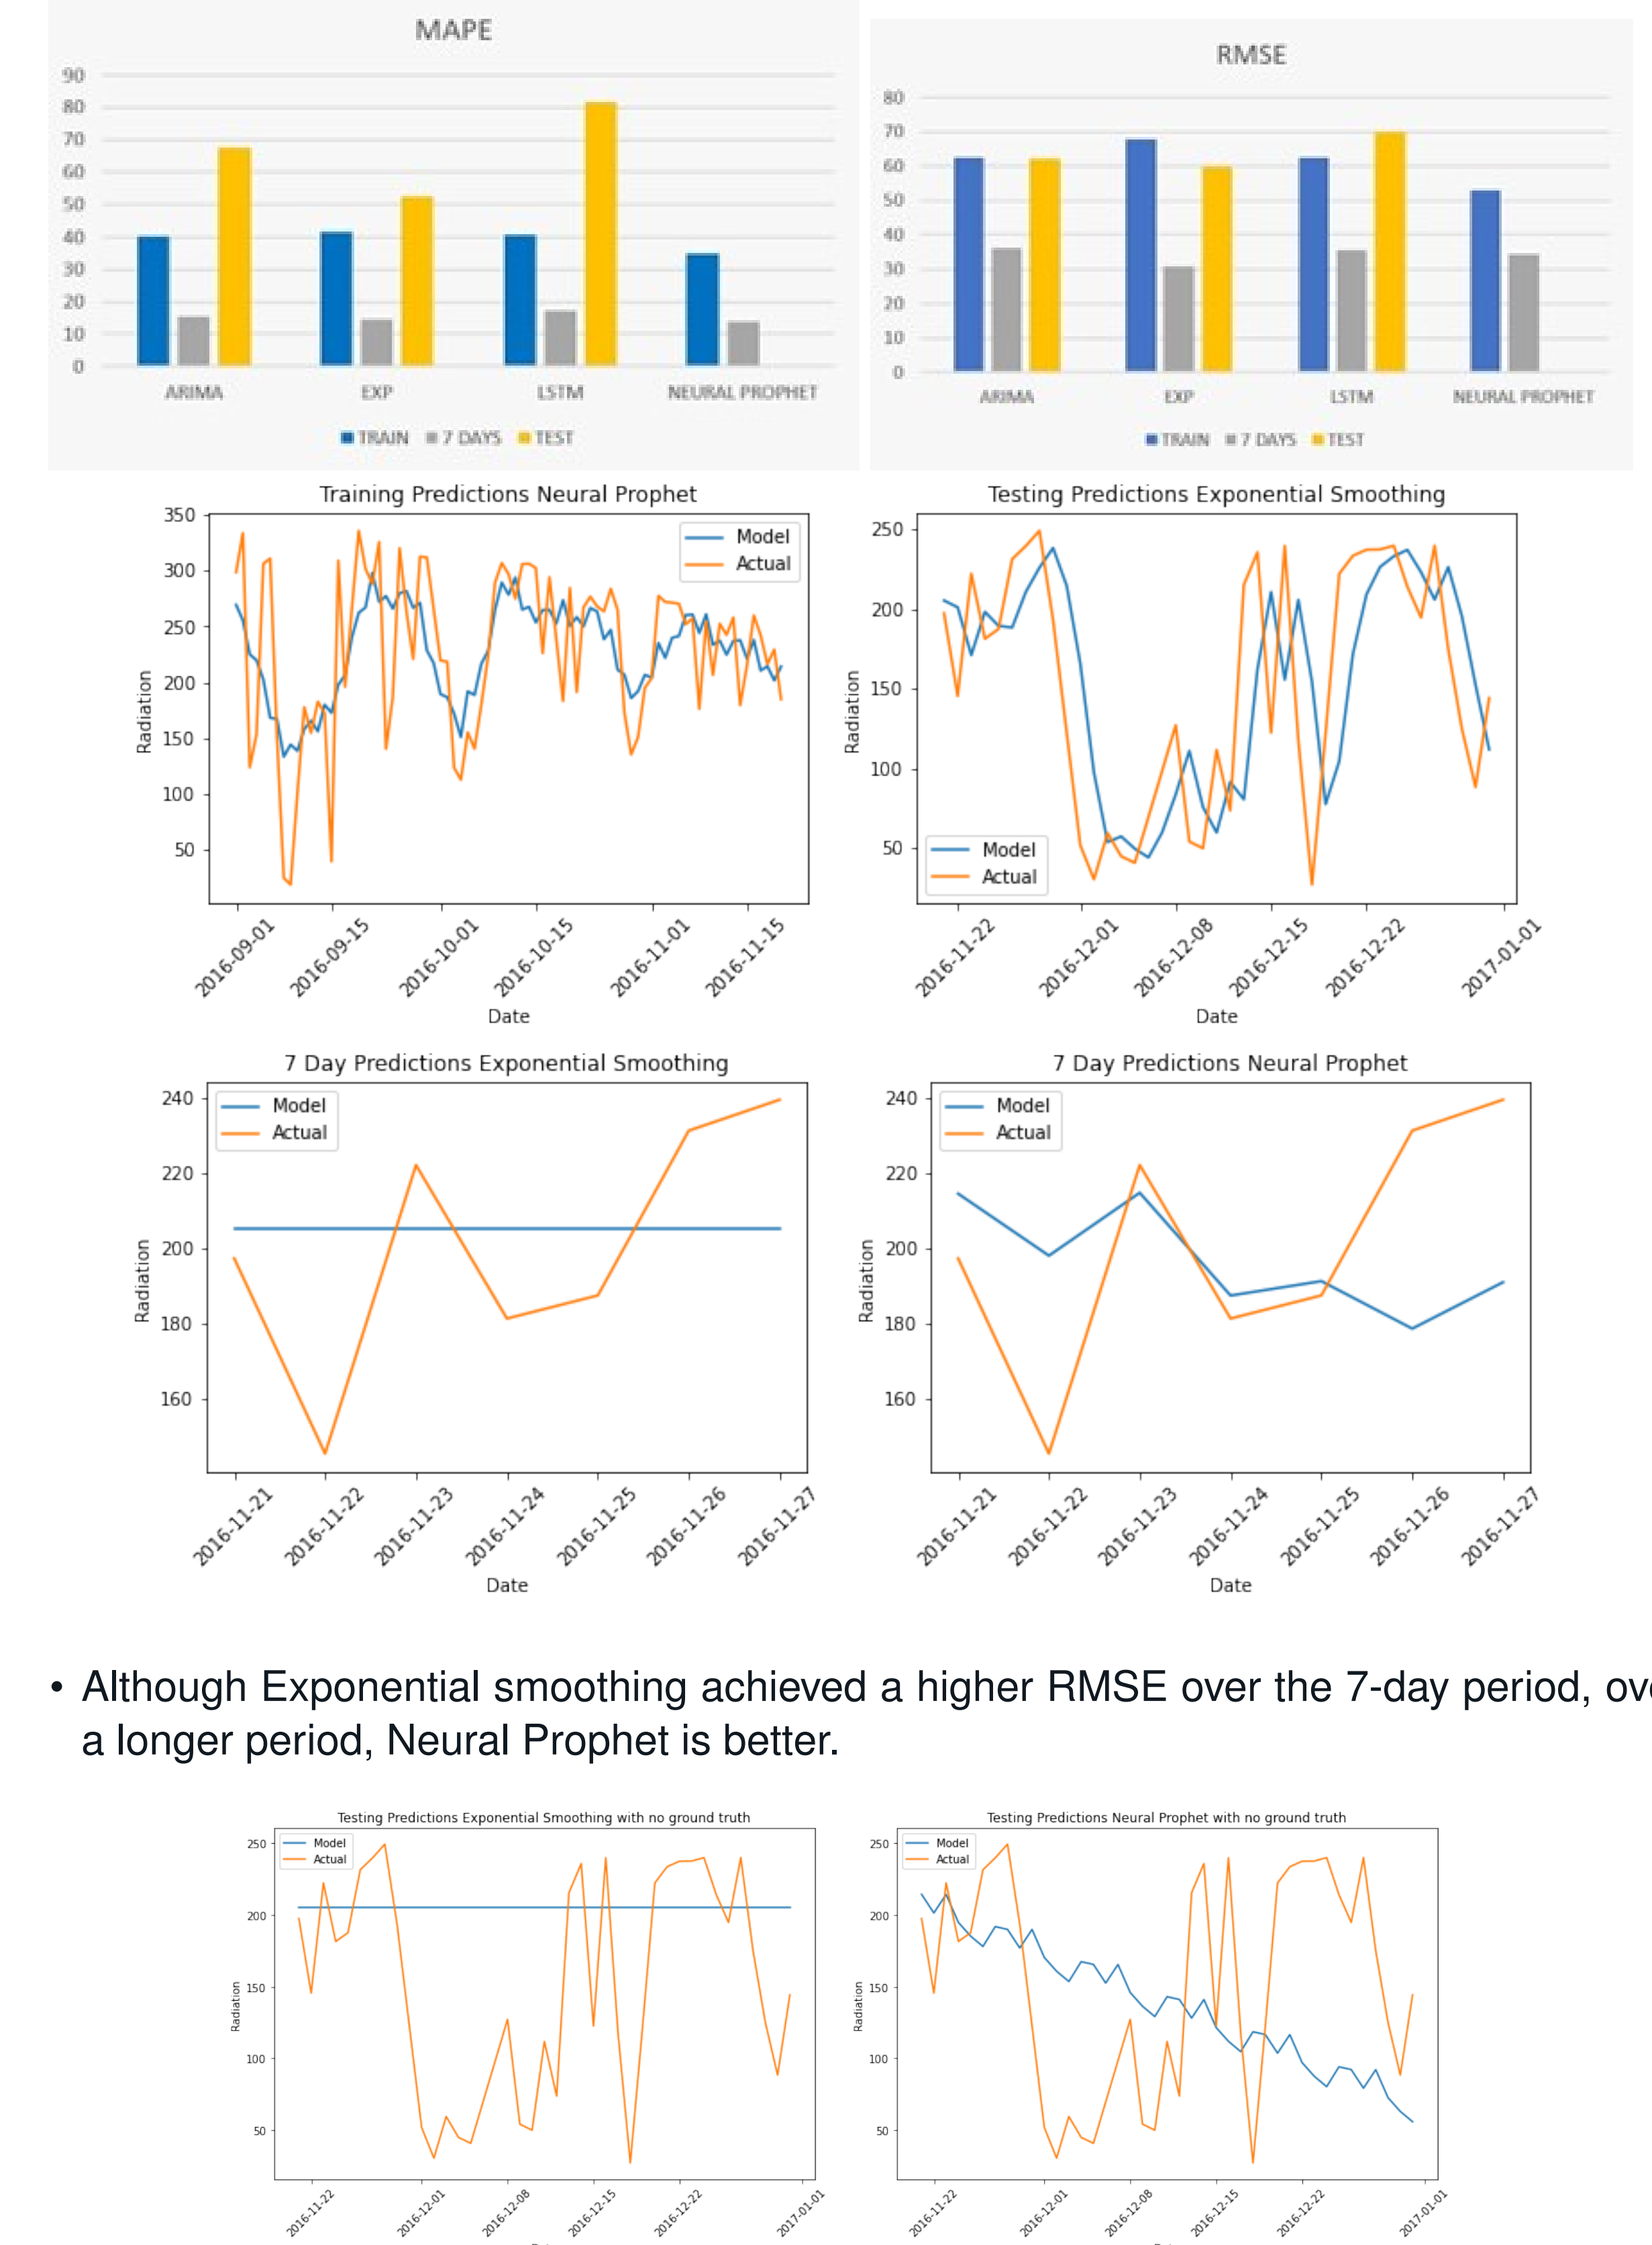 MAPE
90
80
70
60
50
40
30
20
10
0
ARIMA EXP LSTM NEURAL PROPHET
TRAIN 7 DAYS TEST
RMSE
80
70
60
50
40
30
20
10
0
ARIMA EXP LSTM NEURAL PROPHET
TRAIN 7 DAYS TEST
Training Predictions Neural Prophet
350
300
250
200
150
100
50
Radiation
Model
Actual
2016-09-01 2016-09-15 2016-10-01 2016-10-15 2016-11-01 2016-11-15
Date
Testing Predictions Exponential Smoothing
250
200
150
100
50
Radiation
Model
Actual
2016-11-22 2016-12-01 2016-12-08 2016-12-15 2016-12-22 2017-01-01
Date
7 Day Predictions Exponential Smoothing
240
220
200
180
160
Radiation
Model
Actual
2016-11-21 2016-11-22 2016-11-23 2016-11-24 2016-11-25 2016-11-26 2016-11-27
Date
7 Day Predictions Neural Prophet
240
220
200
180
160
Radiation
Model
Actual
2016-11-21 2016-11-22 2016-11-23 2016-11-24 2016-11-25 2016-11-26 2016-11-27
Date
• Although Exponential smoothing achieved a higher RMSE over the 7-day period,
a longer period, Neural Prophet is better.
Testing Predictions Exponential Smoothing with no ground truth
250
200
150
100
50
Radiation
Model
Actual
2016-11-22 2016-12-01 2016-12-08 2016-12-15 2016-12-22 2017-01-01
Testing Predictions Neural Prophet with no ground truth
250
200
150
100
50
Radiation
Model
Actual
2016-11-22 2016-12-01 2016-12-08 2016-12-15 2016-12-22 2017-01-01